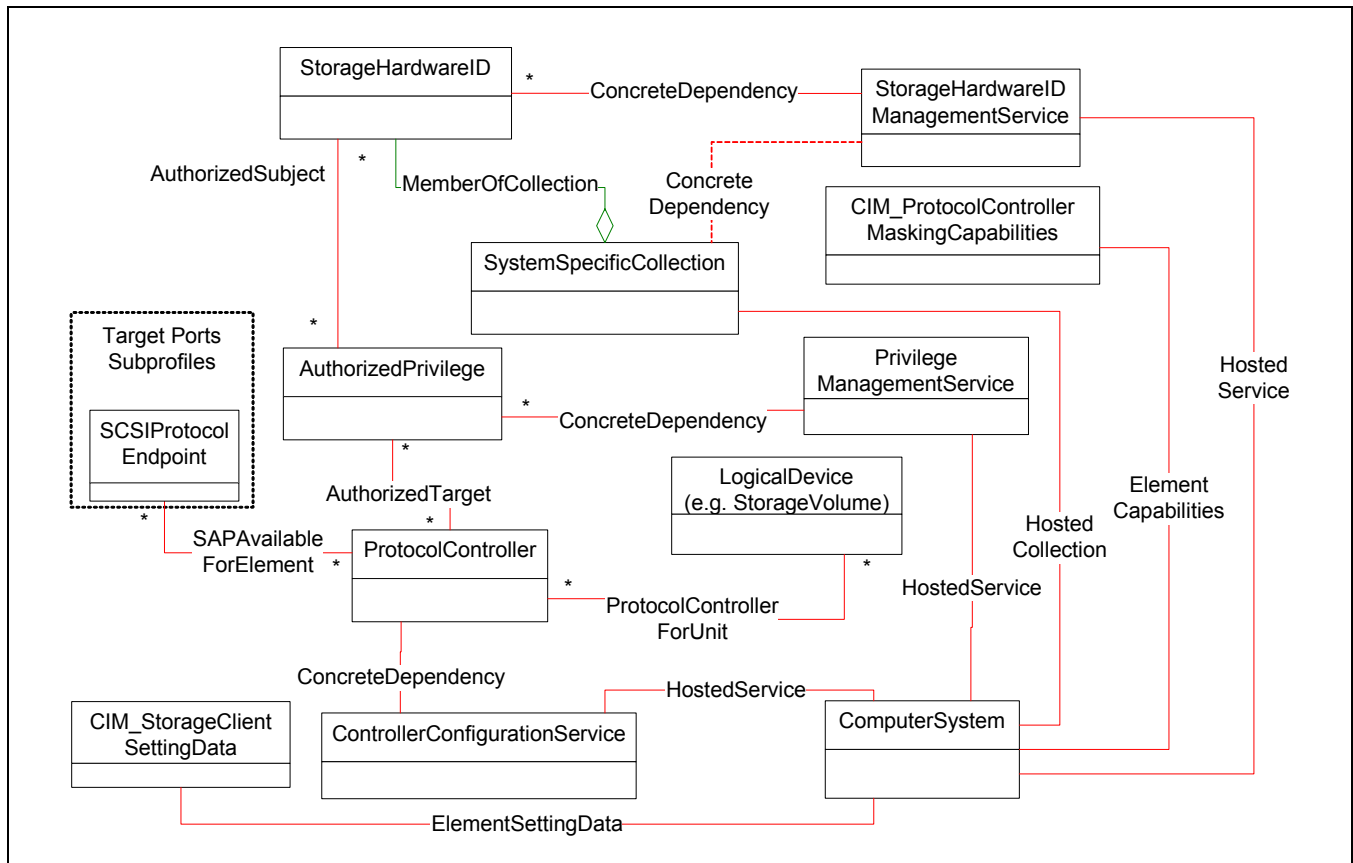 StorageHardwareID
*
ConcreteDependency
StorageHardwareID
ManagementService
AuthorizedSubject
*
MemberOfCollection
Concrete
Dependency
CIM_ProtocolController
MaskingCapabilities
SystemSpecificCollection
Target Ports
Subprofiles
*
AuthorizedPrivilege
Privilege
ManagementService
Hosted
Service
SCSIProtocol
Endpoint
*
ConcreteDependency
*
AuthorizedTarget
LogicalDevice
(e.g. StorageVolume)
Element
Capabilities
*
SAPAvailable
ForElement
*
*
ProtocolController
Hosted
Collection
*
*
ProtocolController
ForUnit
HostedService
ConcreteDependency
HostedService
CIM_StorageClient
SettingData
ControllerConfigurationService
ComputerSystem
ElementSettingData